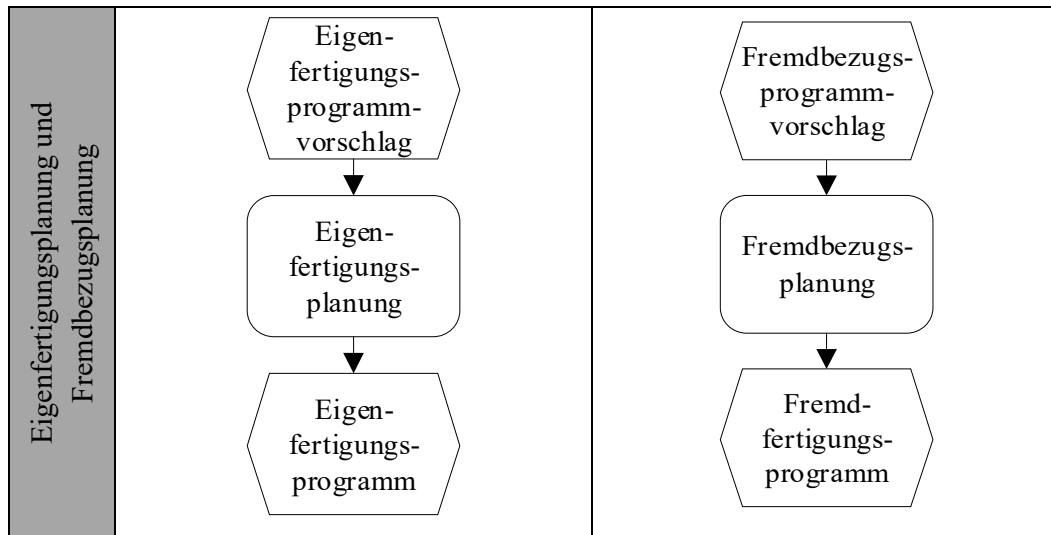 Eigenfertigungsplanung und
Fremdbezugsplanung
Eigen-
fertigungs-
programm-
vorschlag
Eigen-
fertigungs-
planung
Eigen-
fertigungs-
programm
Fremdbezugs-
programm-
vorschlag
Fremdbezugs-
planung
Fremd-
fertigungs-
programm